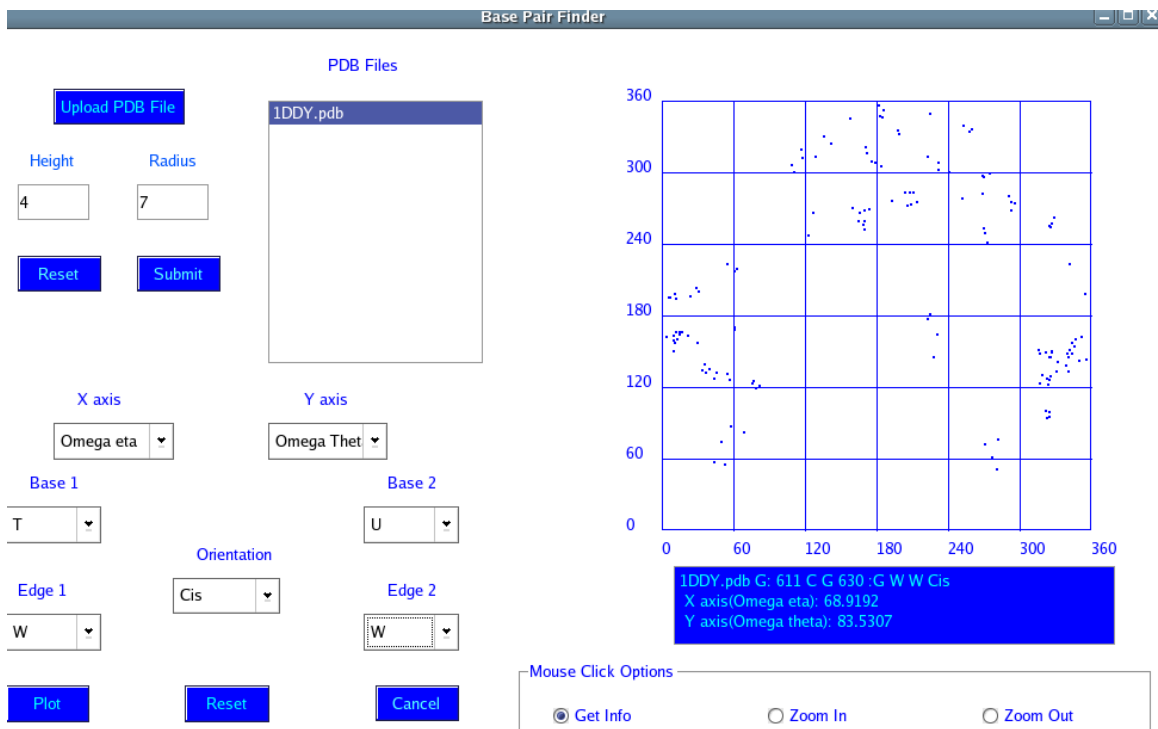 Base Pair Finder
PDB Files
Upload PDB File
1DDY.pdb
Height
Radius
4
7
Reset
Submit
X axis
Y axis
Omega eta
Omega Thet
Base 1
Base 2
T
U
Orientation
Cis
Edge 1
Edge 2
W
W
Plot
Reset
Cancel
360
300
240
180
120
60
0
0 60 120 180 240 300 360
1DDY.pdb G: 611 C G 630 :G W W Cis
X axis(Omega eta): 68.9192
Y axis(Omega theta): 83.5307
Mouse Click Options
Get Info
Zoom In
Zoom Out